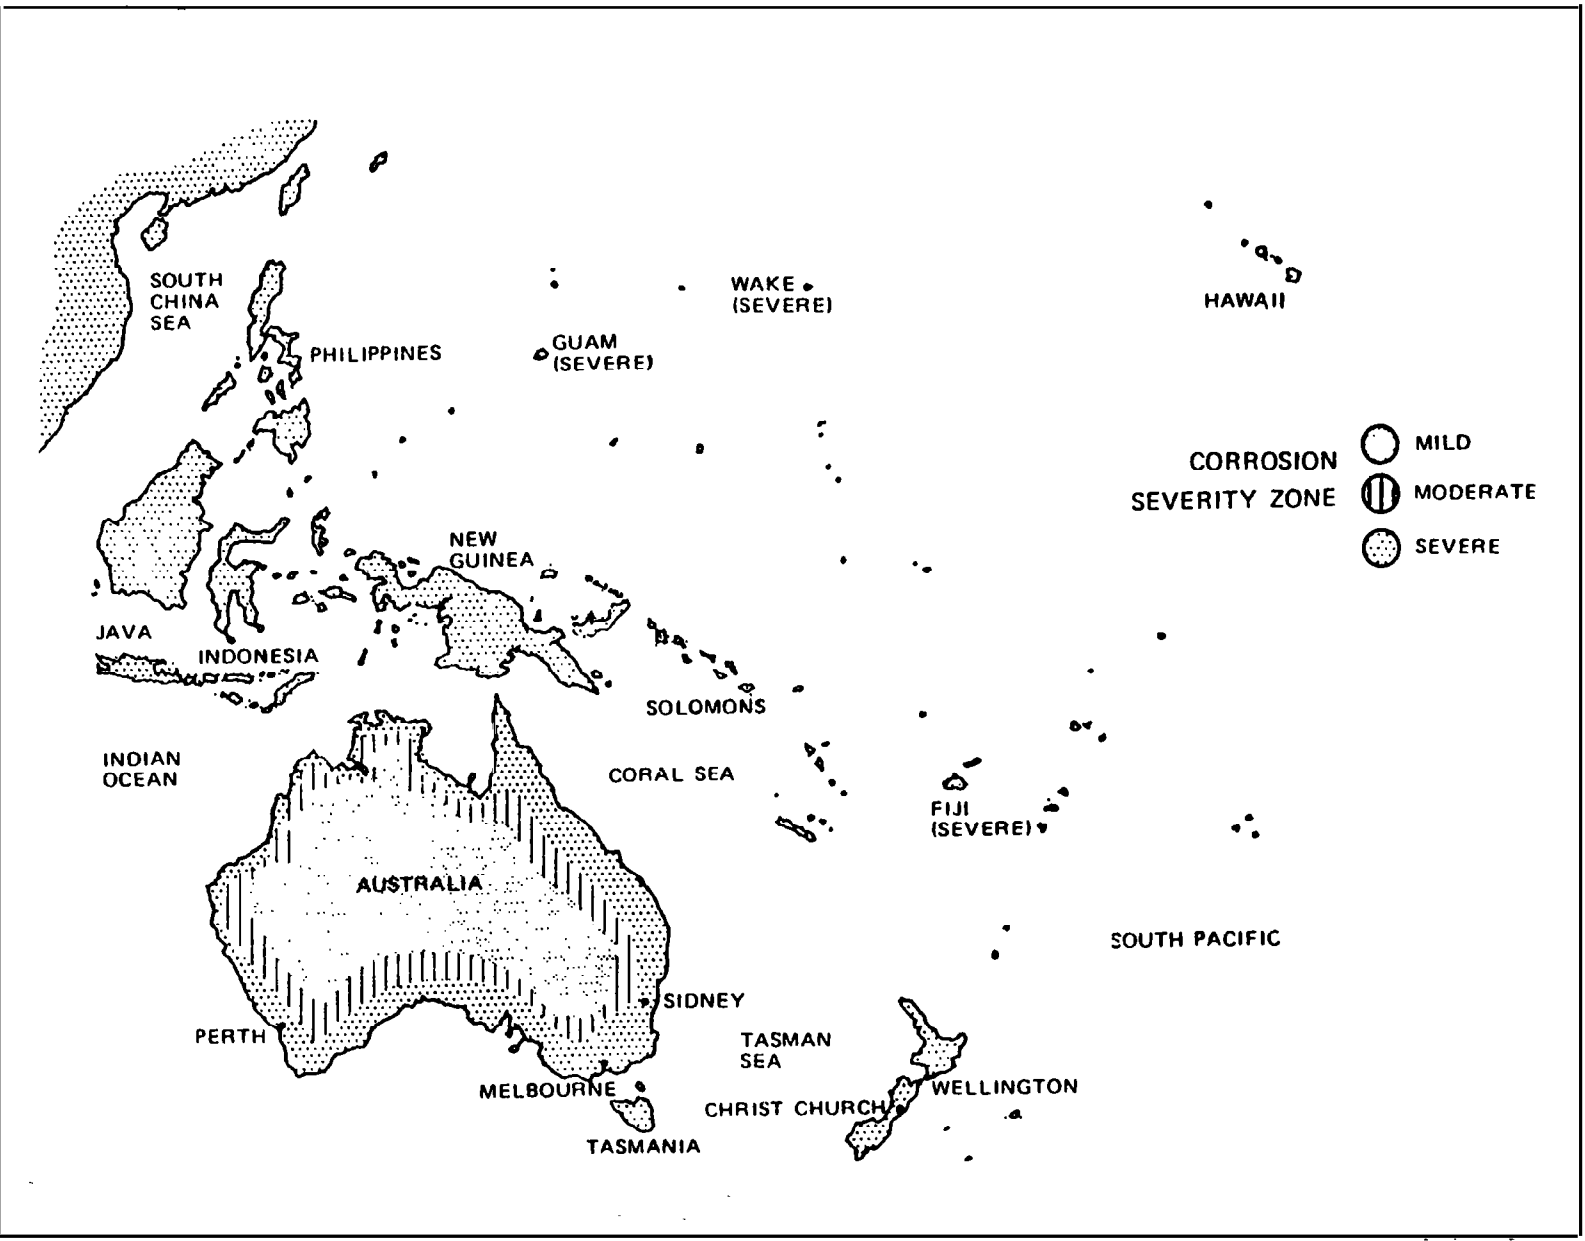 SOUTH
CHINA
SEA
PHILIPPINES
WAKE
(SEVERE)
GUAM
(SEVERE)
HAWAII
CORROSION
SEVERITY ZONE
MILD
MODERATE
SEVERE
NEW
GUINEA
JAVA
INDONESIA
SOLOMONS
INDIAN
OCEAN
CORAL SEA
FIJI
(SEVERE)
AUSTRALIA
SOUTH PACIFIC
SIDNEY
PERTH
TASMAN
SEA
MELBOURNE
WELLINGTON
CHRIST CHURCH
TASMANIA